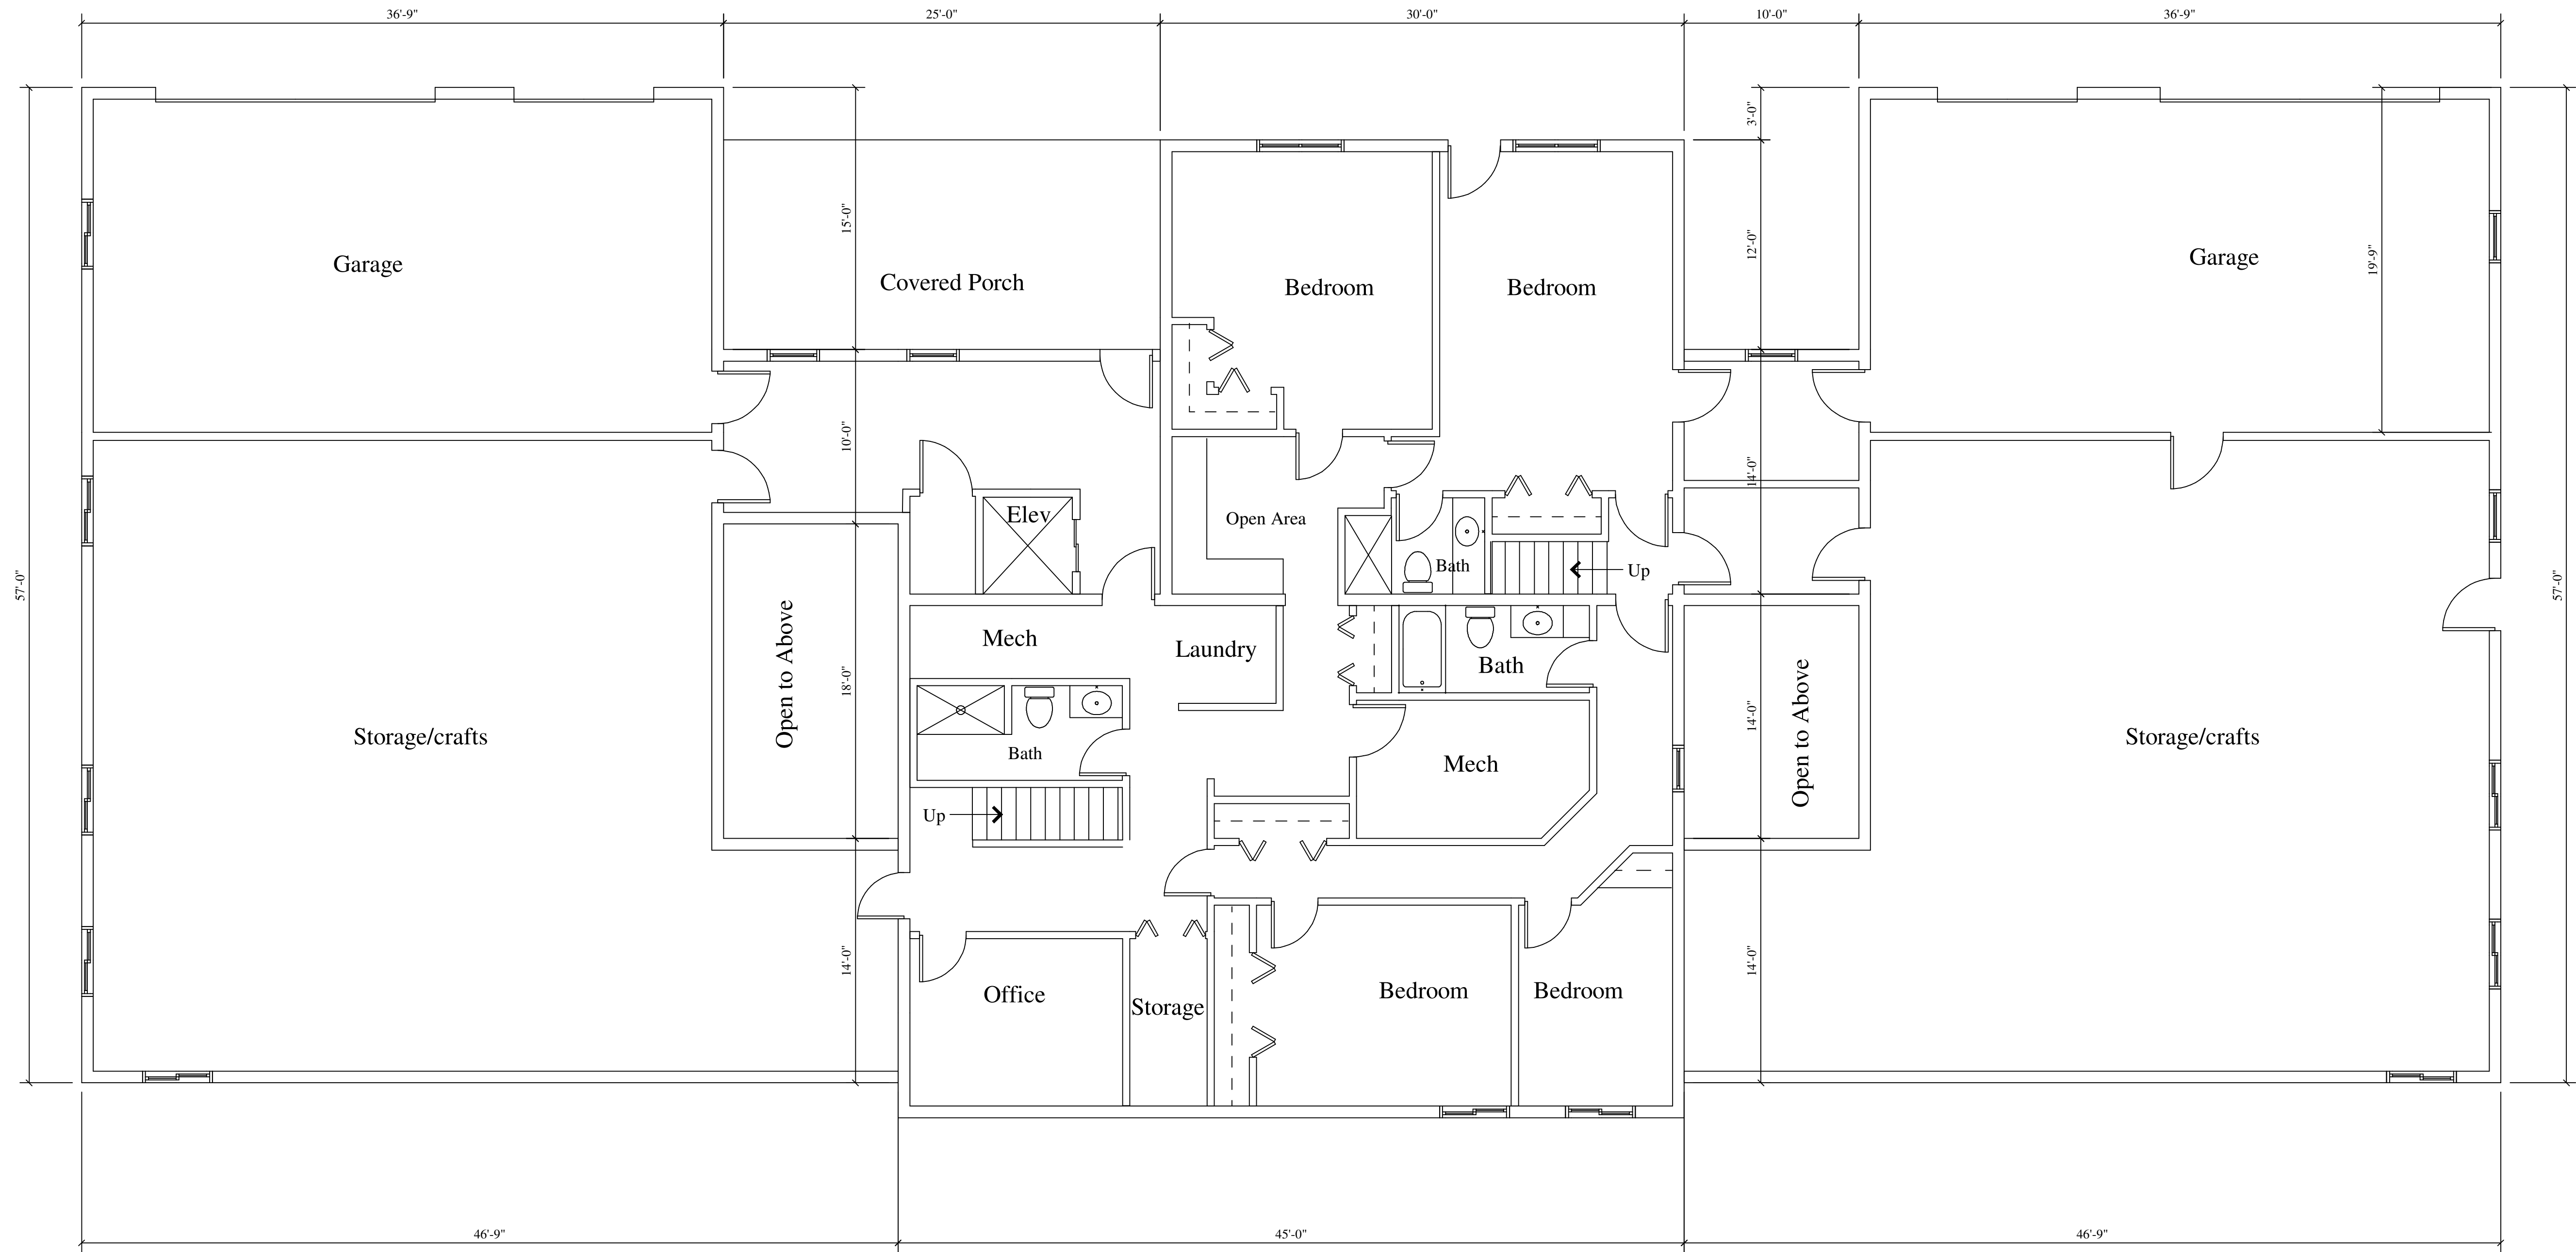 36'-9"
25'-0"
30'-0"
10'-0"
36'-9"
3'-0"
15'-0"
12'-0"
Garage
Covered Porch
Bedroom
Bedroom
Garage
19'-9"
10'-0"
14'-0"
Elev
Open Area
Bath
Up
57'-0"
57'-0"
Open to Above
Mech
Laundry
Bath
18'-0"
Open to Above
14'-0"
Storage/crafts
Bath
Mech
Storage/crafts
Up
14'-0"
14'-0"
Office
Storage
Bedroom
Bedroom
46'-9"
45'-0"
46'-9"